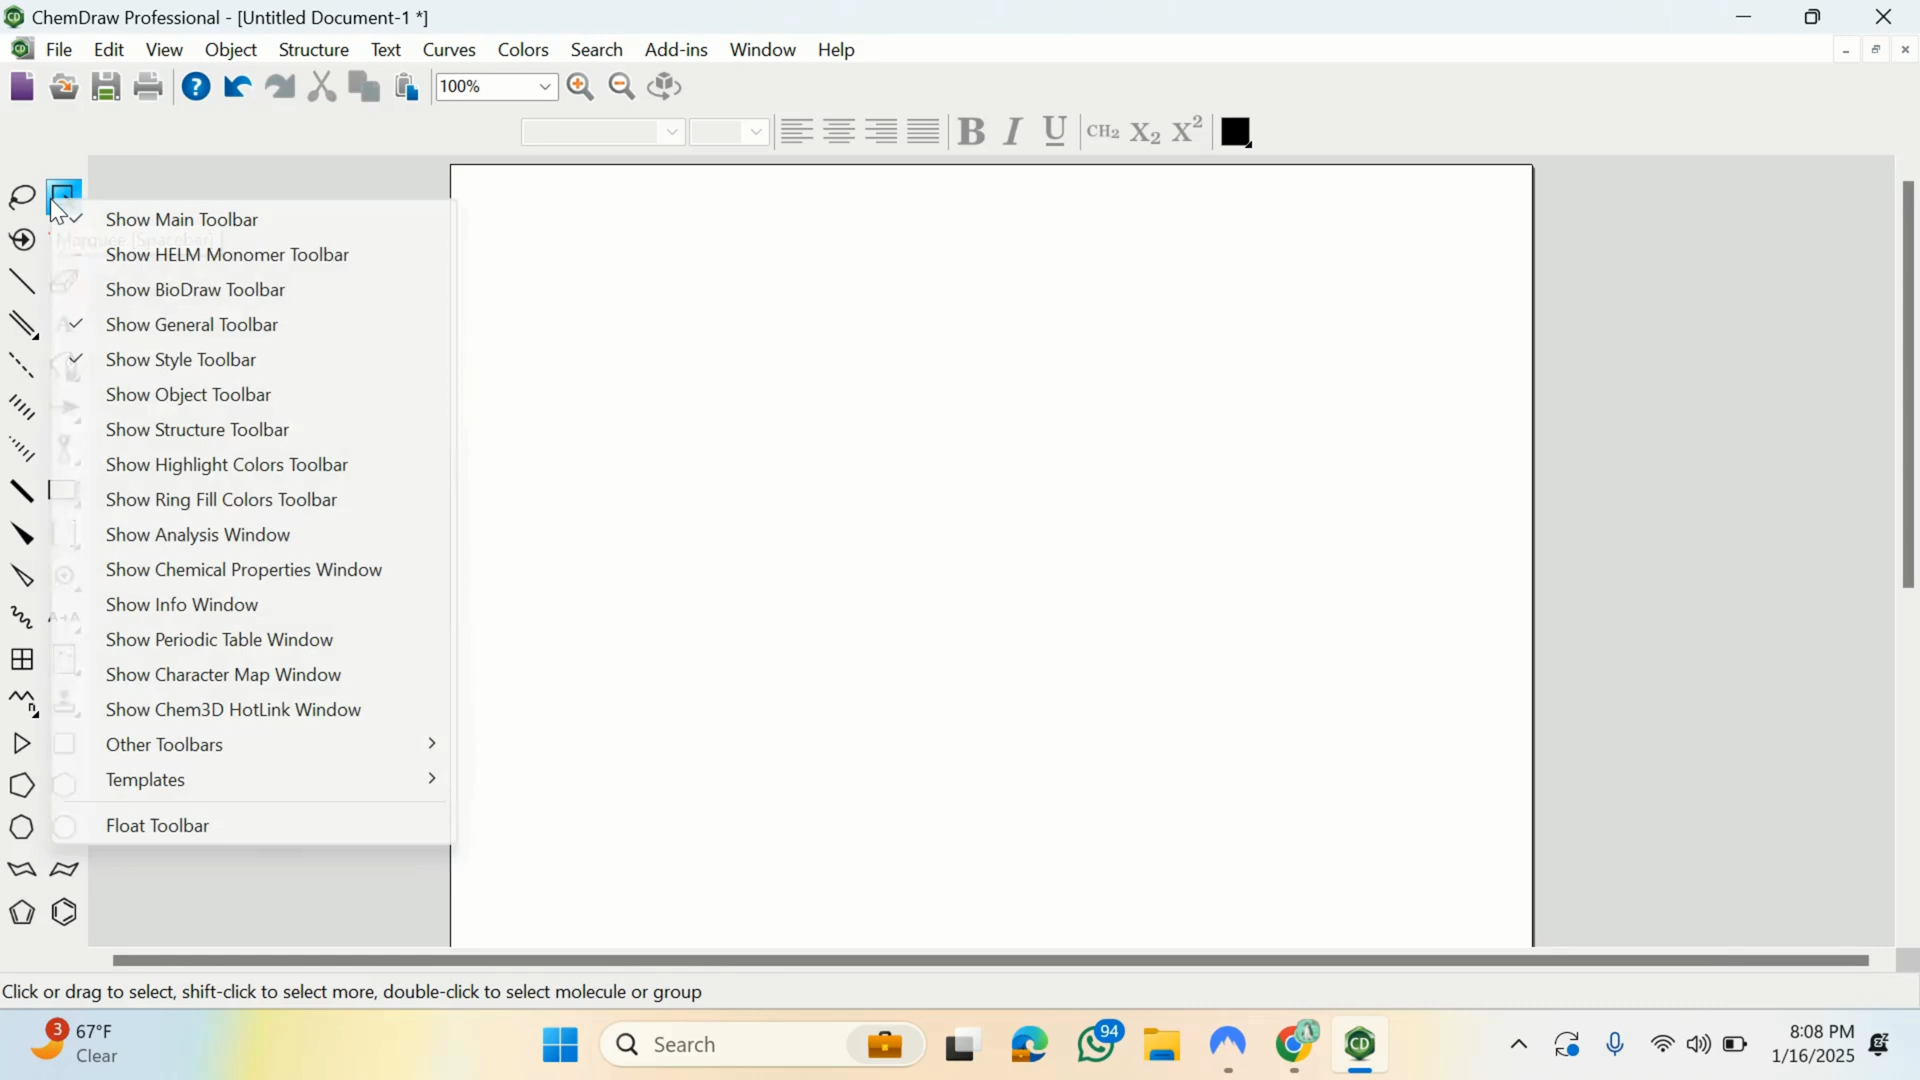 ChemDraw Professional - [Untitled Document-1 *]
File Edit View Object Structure Text Curves Colors Search Add-ins Window Help
100%
B I U CH2 X2 X2
Show Main Toolbar
Marquee [Spacebar]
Show HELM Monomer Toolbar
Show BioDraw Toolbar
Show General Toolbar
Show Style Toolbar
Show Object Toolbar
Show Structure Toolbar
Show Highlight Colors Toolbar
Show Ring Fill Colors Toolbar
Show Analysis Window
Show Chemical Properties Window
Show Info Window
Show Periodic Table Window
Show Character Map Window
Show Chem3D HotLink Window
Other Toolbars
Templates
Float Toolbar
Click or drag to select, shift-click to select more, double-click to select molecule or group
3 67°F
Clear
Search
94
CD
8:08 PM
1/16/2025